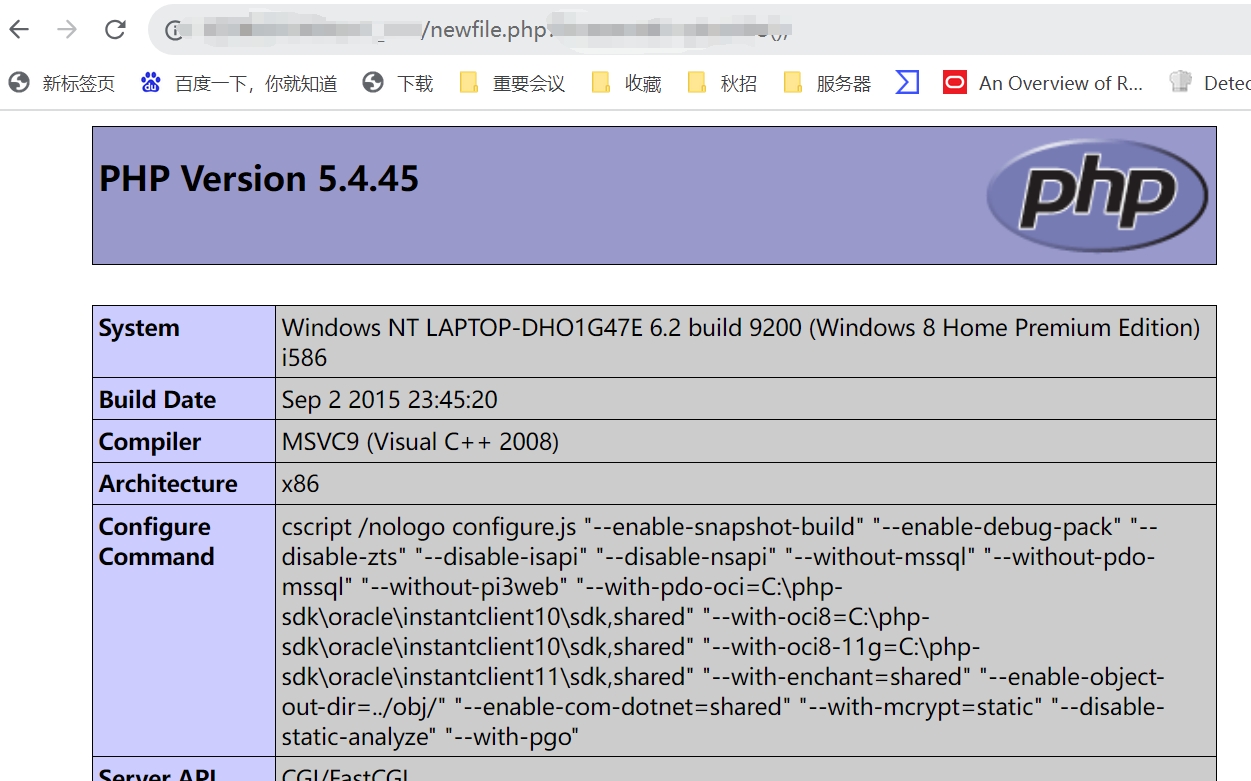 /newfile.php
新标签页 百度一下，你就知道 下载 重要会议 收藏 秋招 服务器 An Overview of R... Detec
PHP Version 5.4.45
php
System Windows NT LAPTOP-DHO1G47E 6.2 build 9200 (Windows 8 Home Premium Edition)
i586
Build Date Sep 2 2015 23:45:20
Compiler MSVC9 (Visual C++ 2008)
Architecture x86
Configure cscript /nologo configure.js "--enable-snapshot-build" "--enable-debug-pack" "--
Command disable-zts" "--disable-isapi" "--disable-nsapi" "--without-mssql" "--without-pdo-
mssql" "--without-pi3web" "--with-pdo-oci=C:\php-
sdk\oracle\instantclient10\sdk,shared" "--with-oci8=C:\php-
sdk\oracle\instantclient10\sdk,shared" "--with-oci8-11g=C:\php-
sdk\oracle\instantclient11\sdk,shared" "--with-enchant=shared" "--enable-object-
out-dir=../obj/" "--enable-com-dotnet=shared" "--with-mcrypt=static" "--disable-
static-analyze" "--with-pgo"
Server API CGI/FastCGI